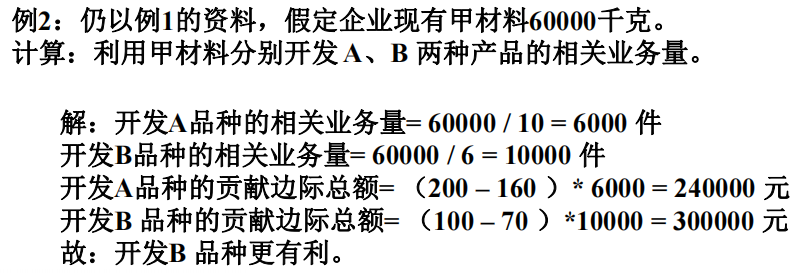 例2：仍以例1的资料，假定企业现有甲材料60000千克。
计算：利用甲材料分别开发 A、B 两种产品的相关业务量。
解：开发A品种的相关业务量= 60000 / 10 = 6000 件
开发B品种的相关业务量= 60000 / 6 = 10000 件
开发A品种的贡献边际总额= （200 – 160 ）* 6000 = 240000 元
开发B 品种的贡献边际总额= （100 – 70 ）*10000 = 300000 元
故：开发B 品种更有利。